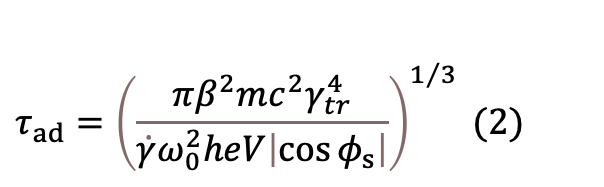 τ_ad = (πβ²mc²γ_tr⁴ / γ̇ω₀²heV|cos ϕ_s|)^1/3 (2)